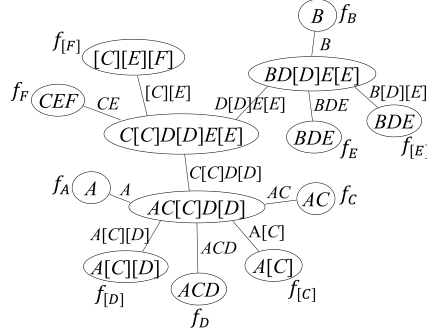 B f_B
B
f_[F] [C][E][F]
BD[D]E[E]
f_F CEF CE [C][E] D[D]E[E] BDE B[D][E]
C[C]D[D]E[E] BDE f_E BDE f_[E]
C[C]D[D]
f_A A A AC[C]D[D] AC AC f_C
A[C][D] ACD A[C]
A[C][D] f_[D] ACD f_D A[C] f_[C]